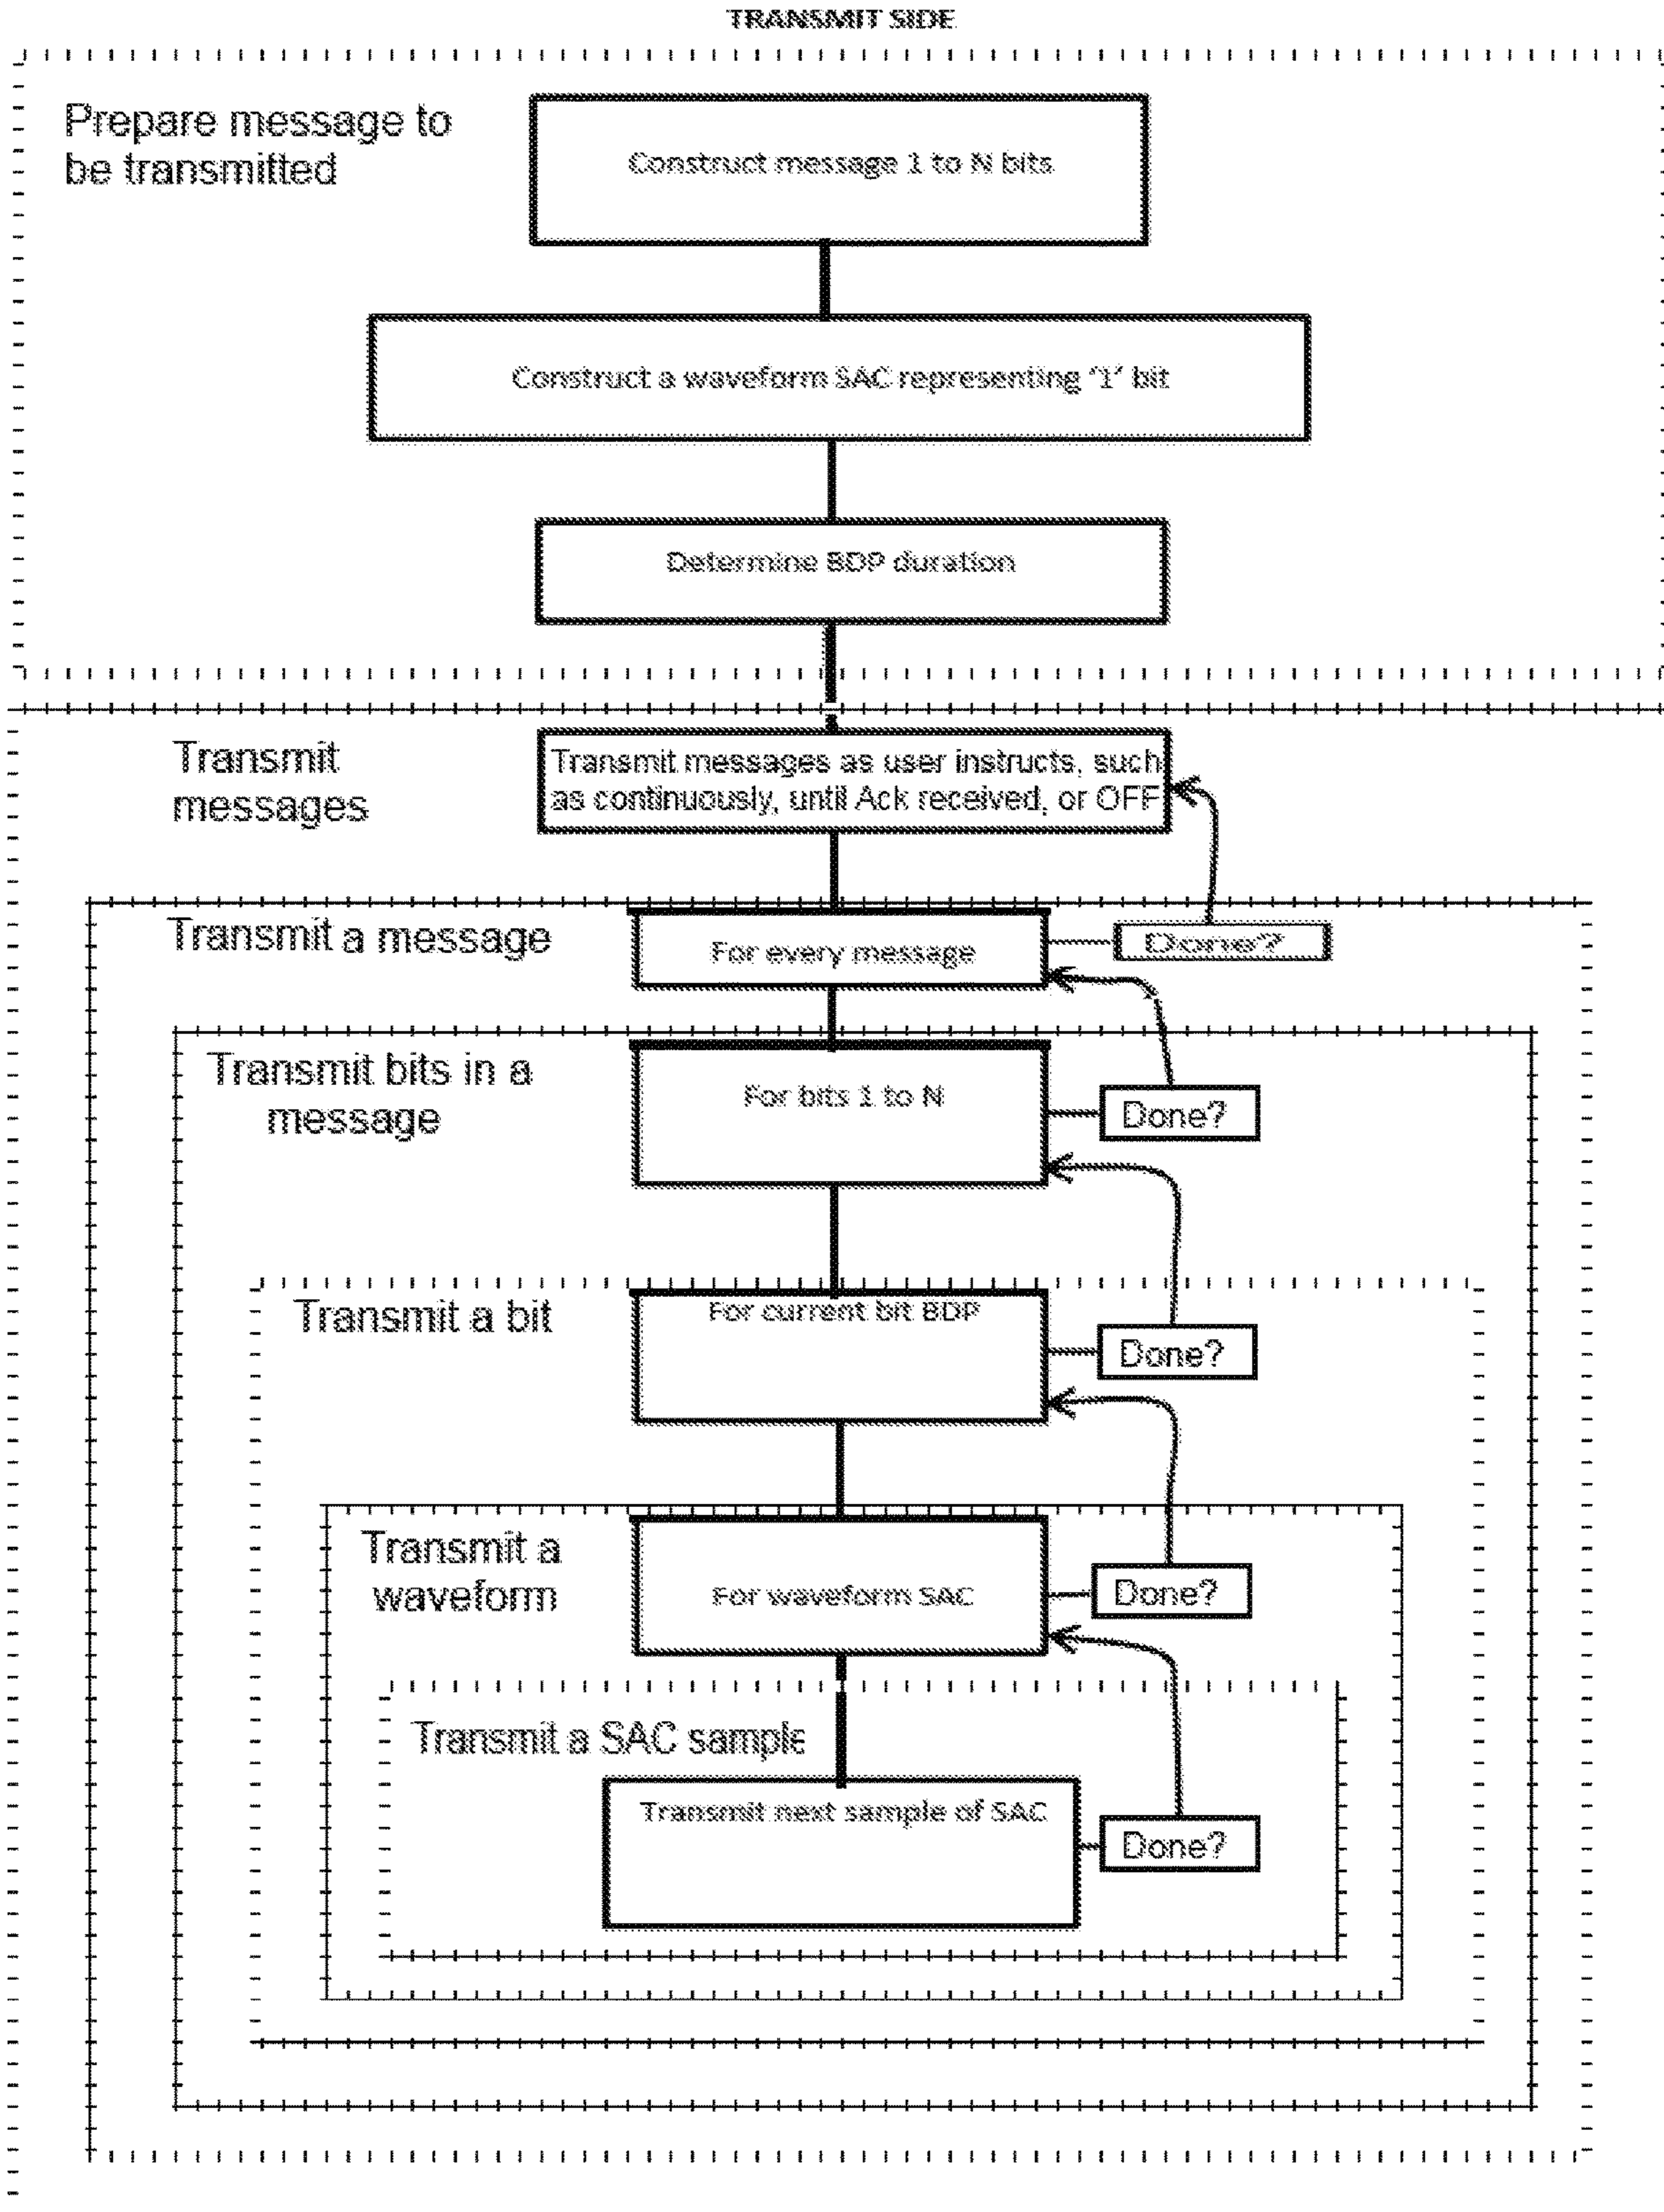 TRANSMIT SIDE
Prepare message to
be transmitted
Construct message 1 to N bits
Construct a waveform SAC representing '1' bit
Determine BDP duration
Transmit
messages
Transmit messages as user instructs, such
as continuously, until Ack received, or OFF
Transmit a message
For every message
Done?
Transmit bits in a
message
For bits 1 to N
Done?
Transmit a bit
For current bit BDP
Done?
Transmit a
waveform
For waveform SAC
Done?
Transmit a SAC sample
Transmit next sample of SAC
Done?